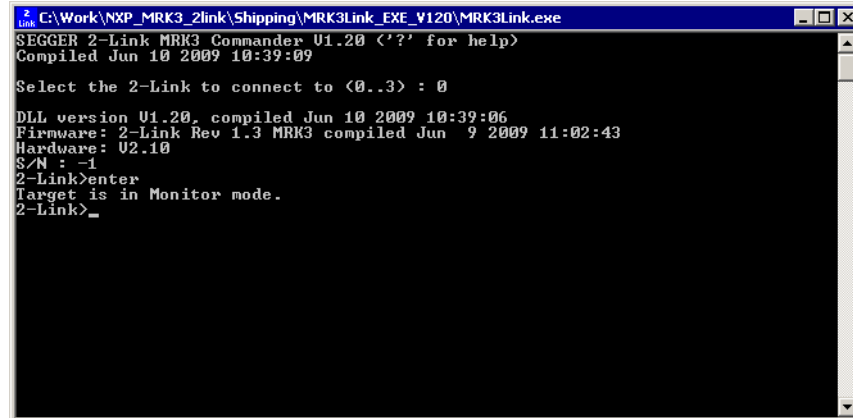 2 Link C:\Work\NXP_MRK3_2link\Shipping\MRK3Link_EXE_V120\MRK3Link.exe
SEGGER 2-Link MRK3 Commander V1.20 ('?' for help)
Compiled Jun 10 2009 10:39:09
Select the 2-Link to connect to (0..3) : 0
DLL version V1.20, compiled Jun 10 2009 10:39:06
Firmware: 2-Link Rev 1.3 MRK3 compiled Jun  9 2009 11:02:43
Hardware: V2.10
S/N : -1
2-Link>enter
Target is in Monitor mode.
2-Link>_